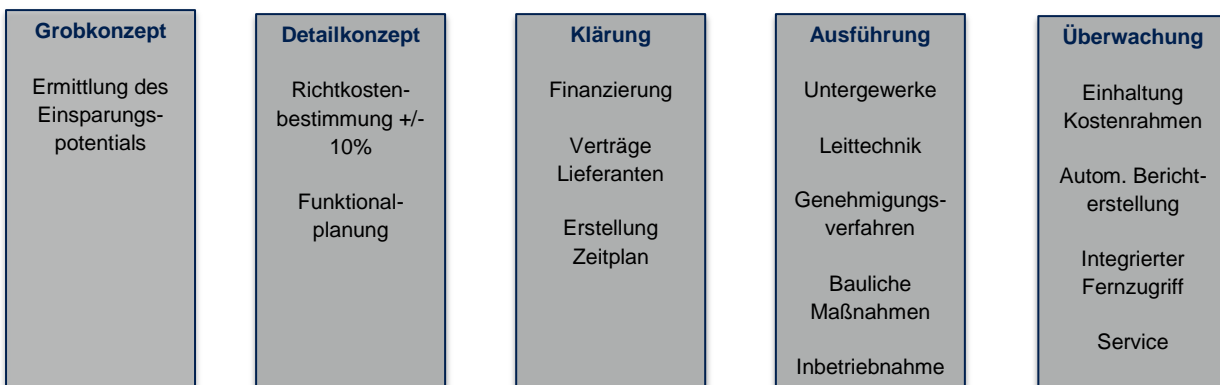 Grobkonzept
Ermittlung des
Einsparungs-
potentials
Detailkonzept
Richtkosten-
bestimmung +/-
10%
Funktional-
planung
Klärung
Finanzierung
Verträge
Lieferanten
Erstellung
Zeitplan
Ausführung
Untergewerke
Leittechnik
Genehmigungs-
verfahren
Bauliche
Maßnahmen
Inbetriebnahme
Überwachung
Einhaltung
Kostenrahmen
Autom. Bericht-
erstellung
Integrierter
Fernzugriff
Service